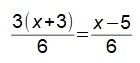 3(x+3)/6 = x−5/6